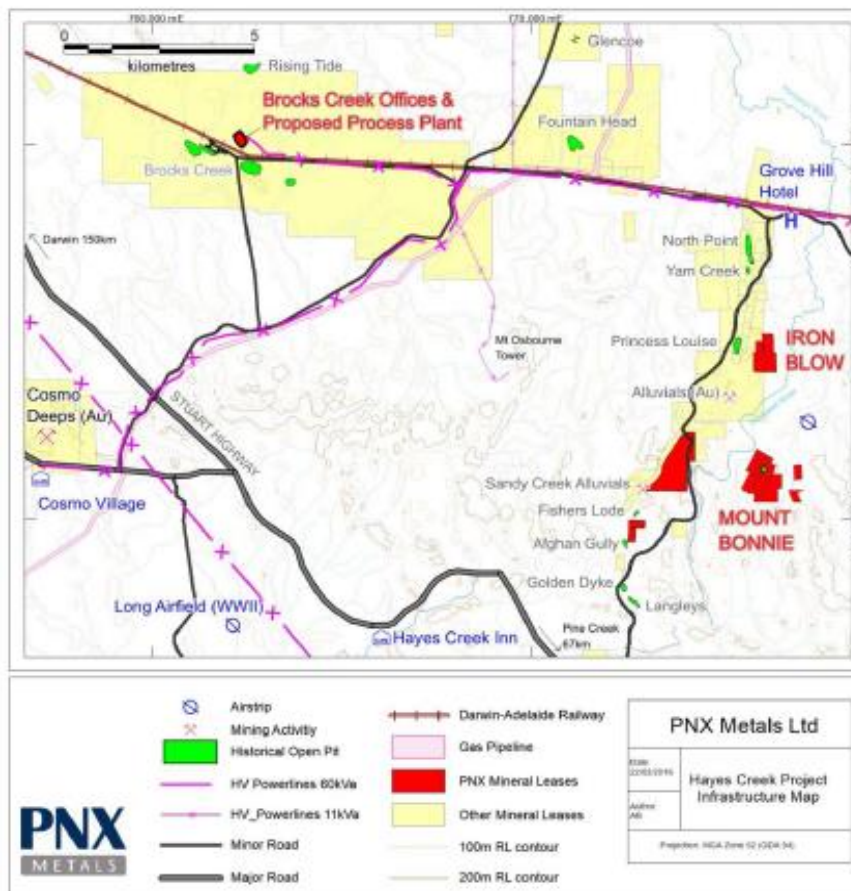 0
5
kilometres
Glencoe
Rising Tide
Brocks Creek Offices &
Proposed Process Plant
Fountain Head
Brocks Creek
Grove Hill
Hotel
H
Darwin 150km
North Point
Yam Creek
Mt Osbourne
Tower
Princess Louise
IRON
BLOW
Alluvials (Au)
Cosmo
Deeps (Au)
STUART HIGHWAY
Sandy Creek Alluvials
Cosmo Village
Fishers Lode
MOUNT
BONNIE
Afghan Gully
Golden Dyke
Long Airfield (WWII)
Langleys
Hayes Creek Inn
Pine Creek
67km
Airstrip
Mining Activitiy
Historical Open Pit
HV Powerlines 60kVa
HV_Powerlines 11kVa
Minor Road
Major Road
Darwin-Adelaide Railway
Gas Pipeline
PNX Mineral Leases
Other Mineral Leases
100m RL contour
200m RL contour
PNX Metals Ltd
Hayes Creek Project
Infrastructure Map
PNX
METALS